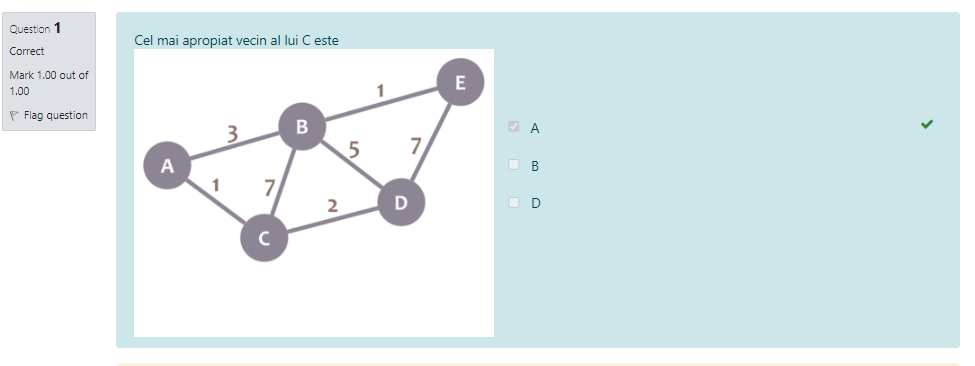 Question 1
Correct
Mark 1.00 out of
1.00
Flag question
Cel mai apropiat vecin al lui C este
E
1
B
3
5
7
A
1
7
2
D
C
A
B
D